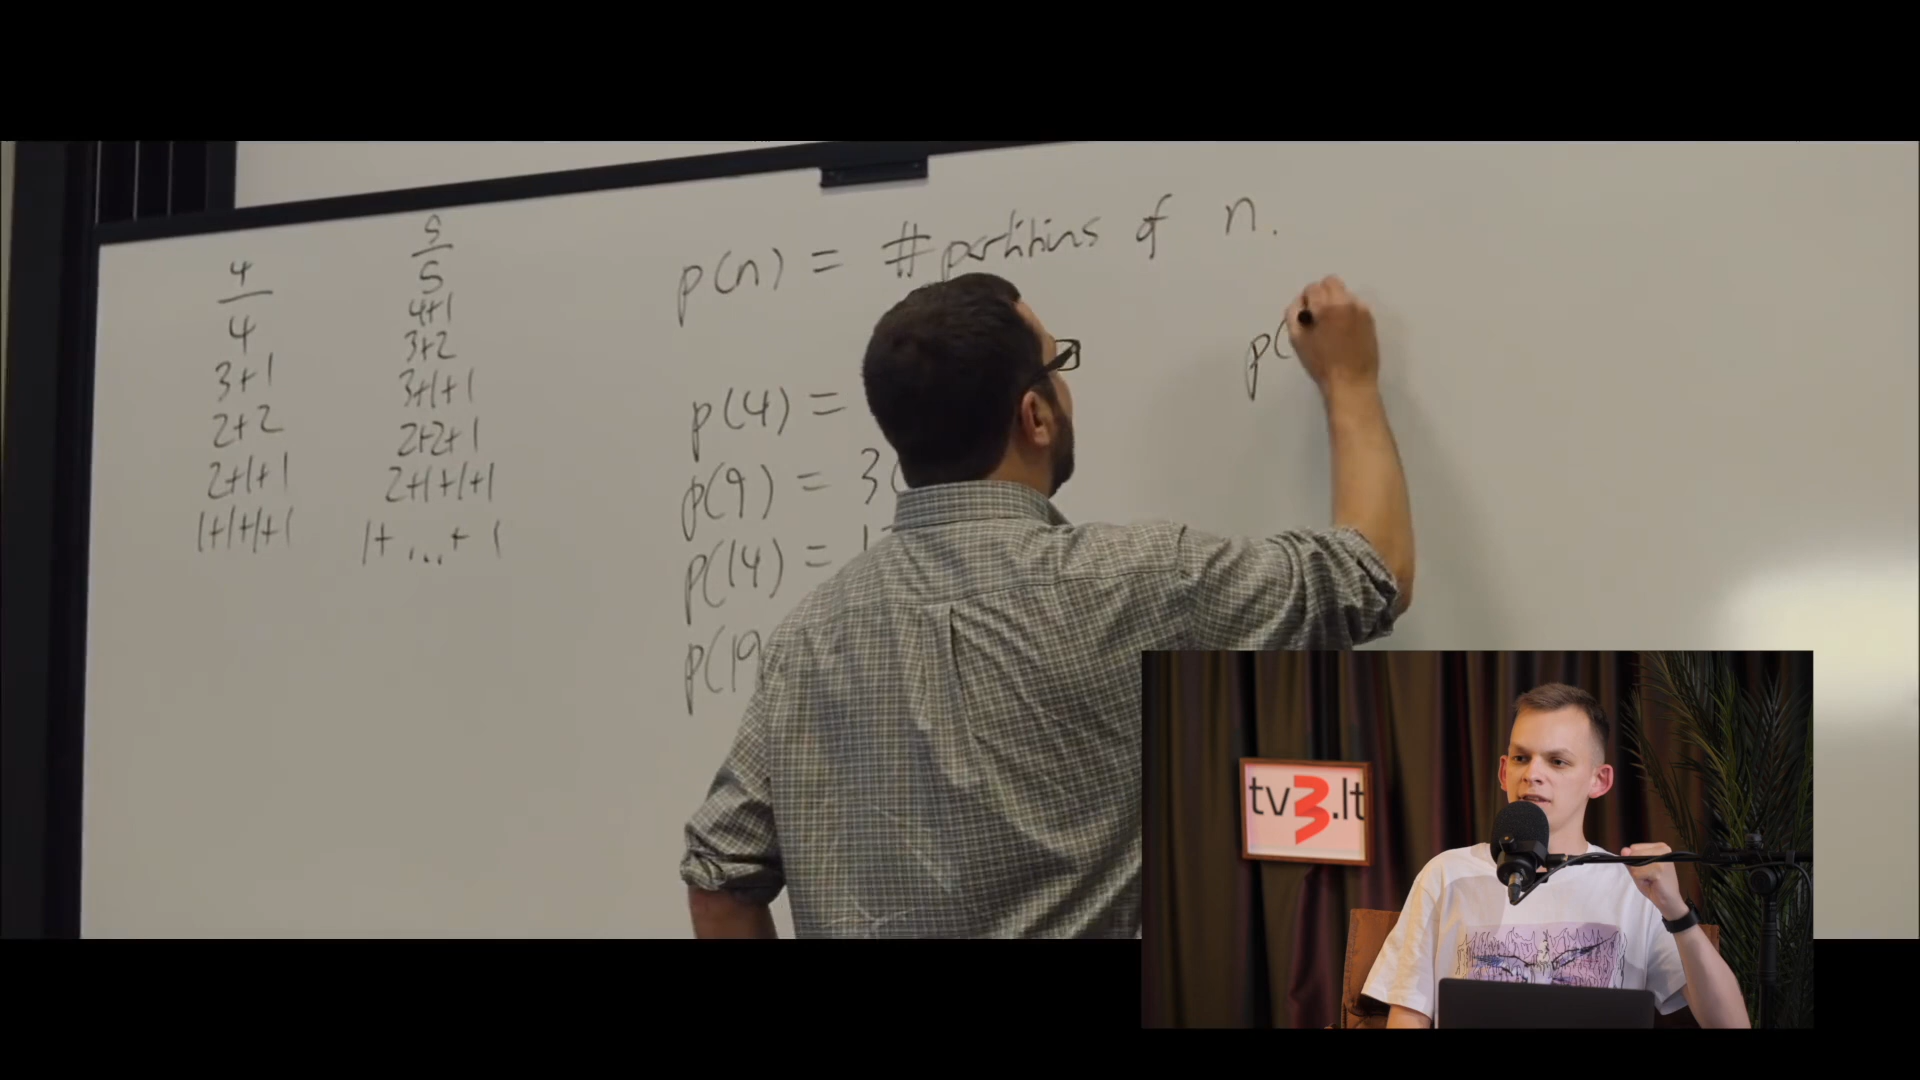 4
4
3+1
2+2
2+1+1
1+1+1+1
5
5
4+1
3+2
3+1+1
2+2+1
2+1+1+1
1+...+1
p(n) = # partitions of n.
p(4) =
p(9) = 3
p(14) = 1
p(19
p(
tv3.lt